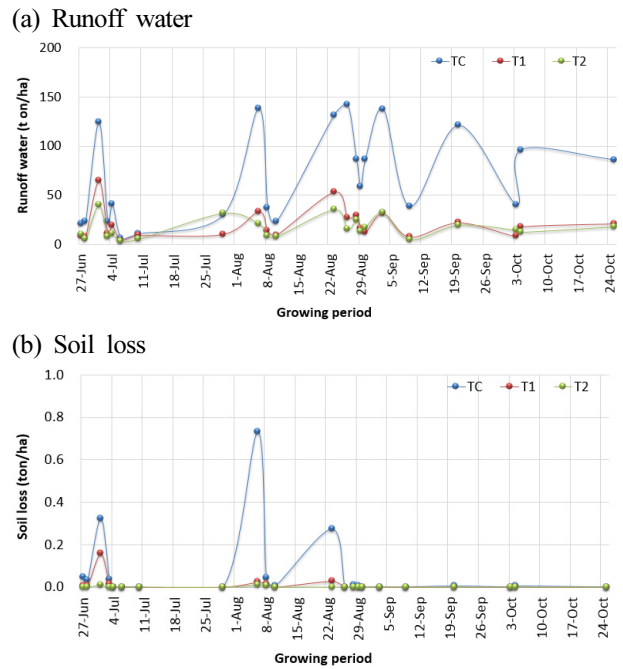 (a) Runoff water
TC T1 T2
Runoff water (t on/ha)
200
150
100
50
0
27-Jun 4-Jul 11-Jul 18-Jul 25-Jul 1-Aug 8-Aug 15-Aug 22-Aug 29-Aug 5-Sep 12-Sep 19-Sep 26-Sep 3-Oct 10-Oct 17-Oct 24-Oct
Growing period
(b) Soil loss
TC T1 T2
Soil loss (ton/ha)
1.0
0.8
0.6
0.4
0.2
0.0
27-Jun 4-Jul 11-Jul 18-Jul 25-Jul 1-Aug 8-Aug 15-Aug 22-Aug 29-Aug 5-Sep 12-Sep 19-Sep 26-Sep 3-Oct 10-Oct 17-Oct 24-Oct
Growing period